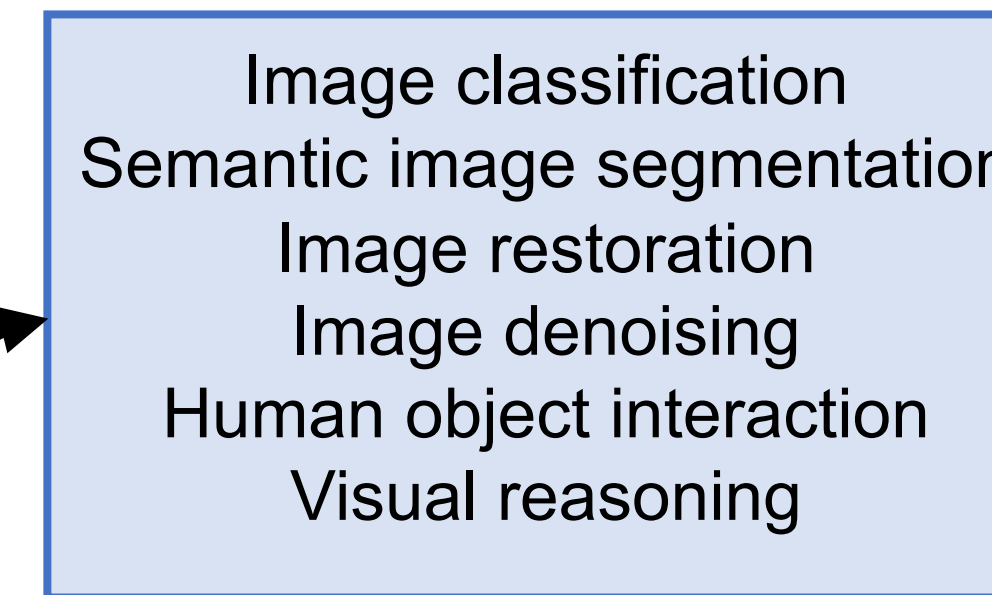 Image classification
Semantic image segmentation
Image restoration
Image denoising
Human object interaction
Visual reasoning